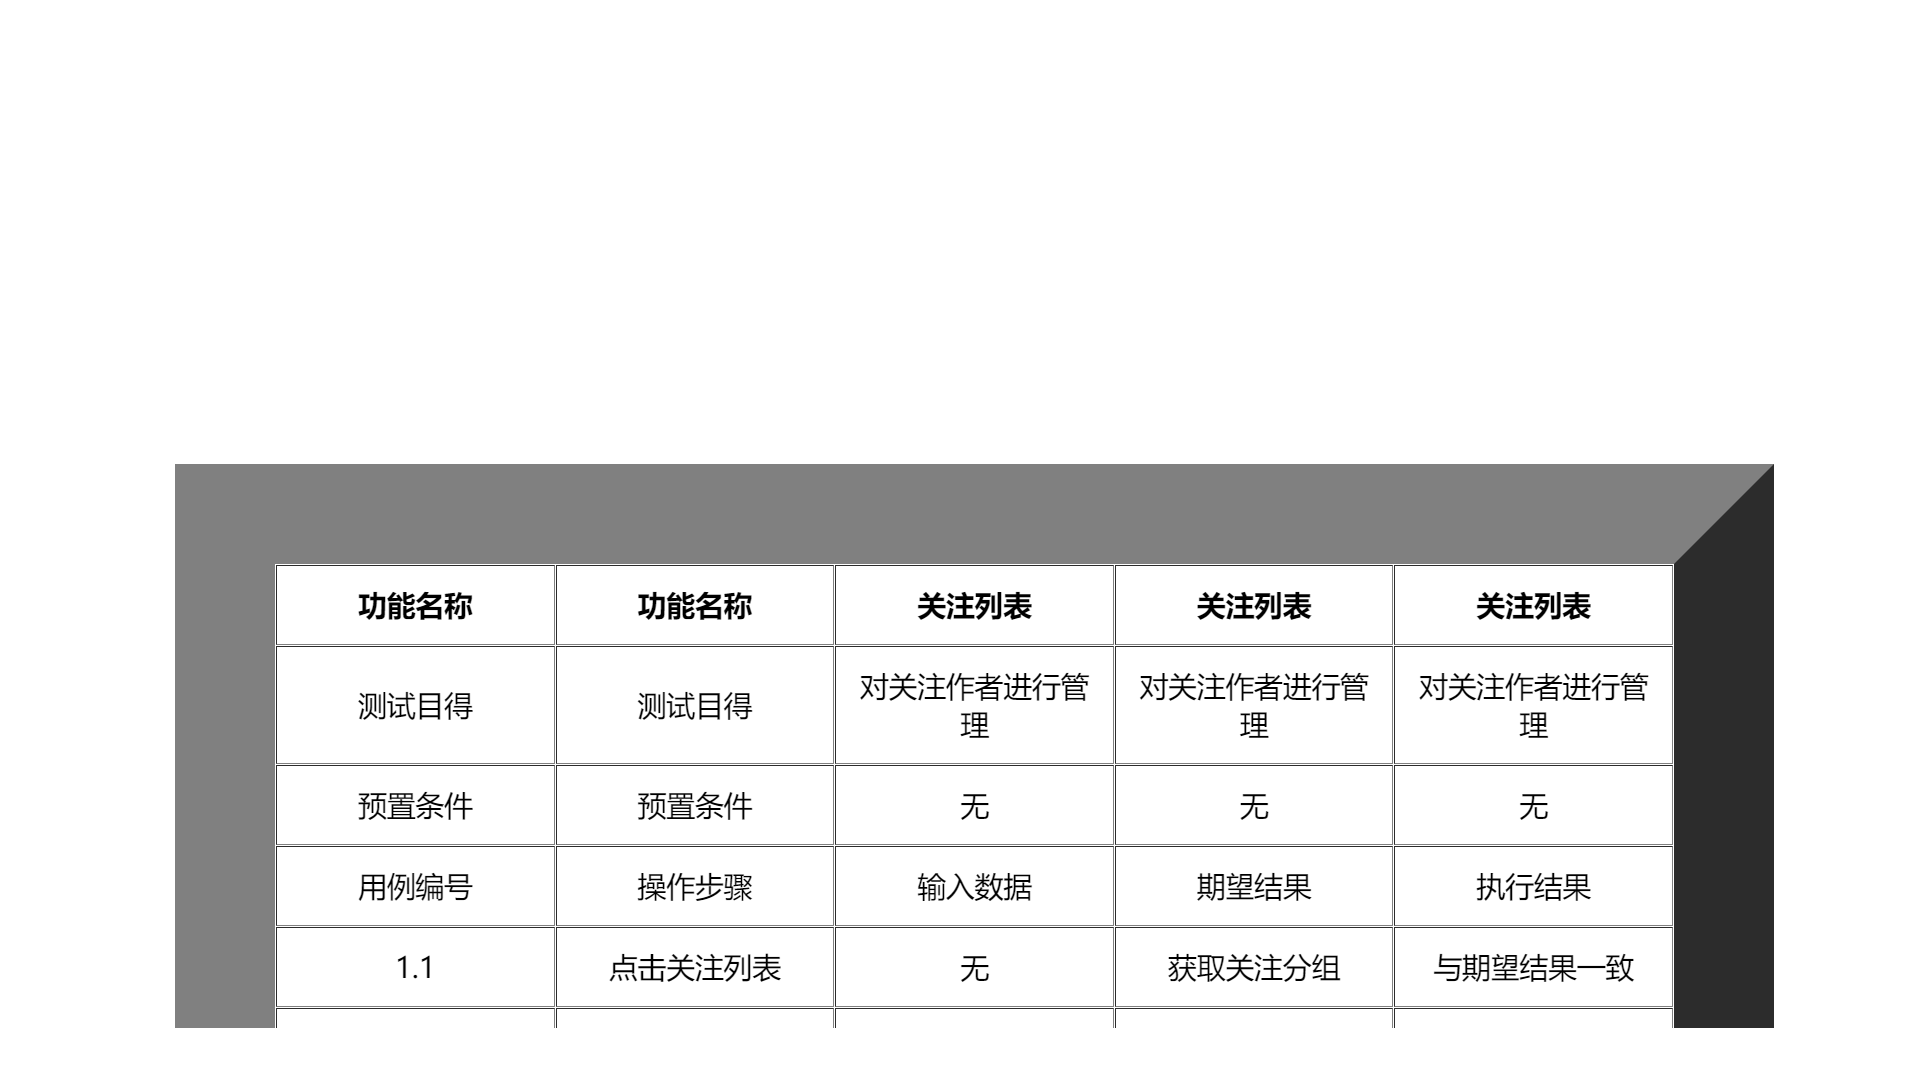 功能名称 功能名称 关注列表 关注列表 关注列表
测试目得 测试目得 对关注作者进行管理 对关注作者进行管理 对关注作者进行管理
预置条件 预置条件 无 无 无
用例编号 操作步骤 输入数据 期望结果 执行结果
1.1 点击关注列表 无 获取关注分组 与期望结果一致